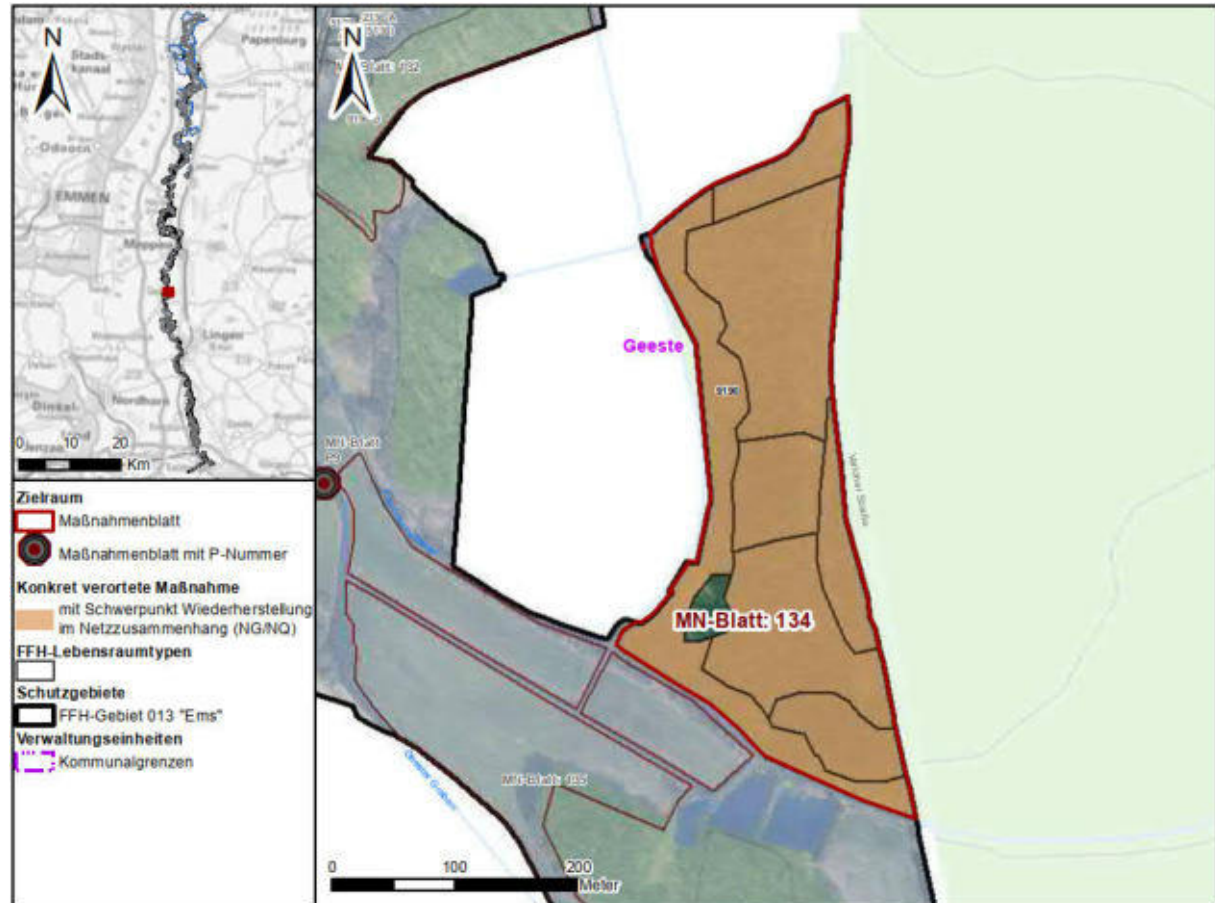 N
Papenburg
Stads-
kanaal
EMMEN
Meppen
Lingen
Nordhorn
0 10 20
Km
Zielraum
Maßnahmenblatt
Maßnahmenblatt mit P-Nummer
Konkret verortete Maßnahme
mit Schwerpunkt Wiederherstellung
im Netzzusammenhang (NG/NQ)
FFH-Lebensraumtypen
Schutzgebiete
FFH-Gebiet 013 "Ems"
Verwaltungseinheiten
Kommunalgrenzen
N
MN-Blatt: 132
Geeste
9190
MN-Blatt
MN-Blatt: 134
MN-Blatt: 135
0 100 200
Meter